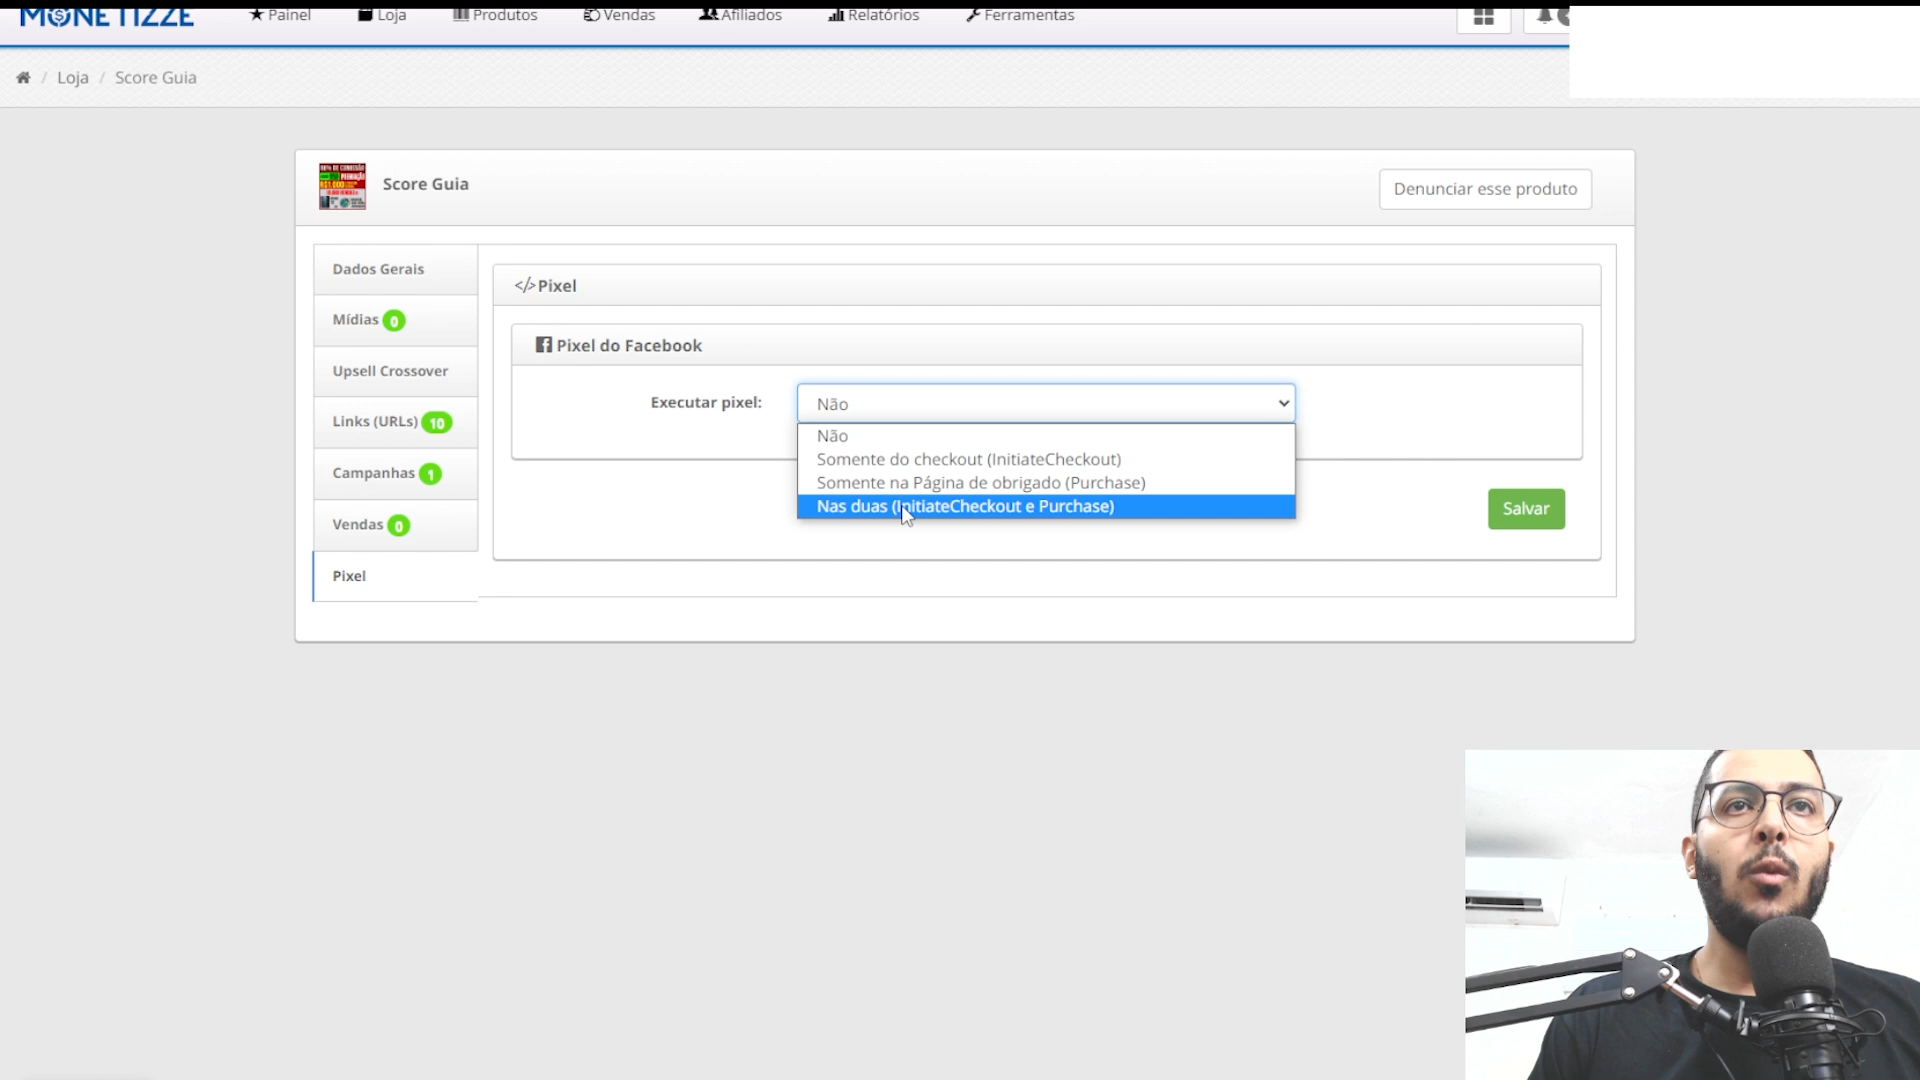 MONETIZZE
Painel
Loja
Produtos
Vendas
Afiliados
Relatórios
Ferramentas
/ Loja / Score Guia
Score Guia
Denunciar esse produto
Dados Gerais
Mídias 0
Upsell Crossover
Links (URLs) 10
Campanhas 1
Vendas 0
Pixel
</> Pixel
Pixel do Facebook
Executar pixel:
Não
Não
Somente do checkout (InitiateCheckout)
Somente na Página de obrigado (Purchase)
Nas duas (InitiateCheckout e Purchase)
Salvar